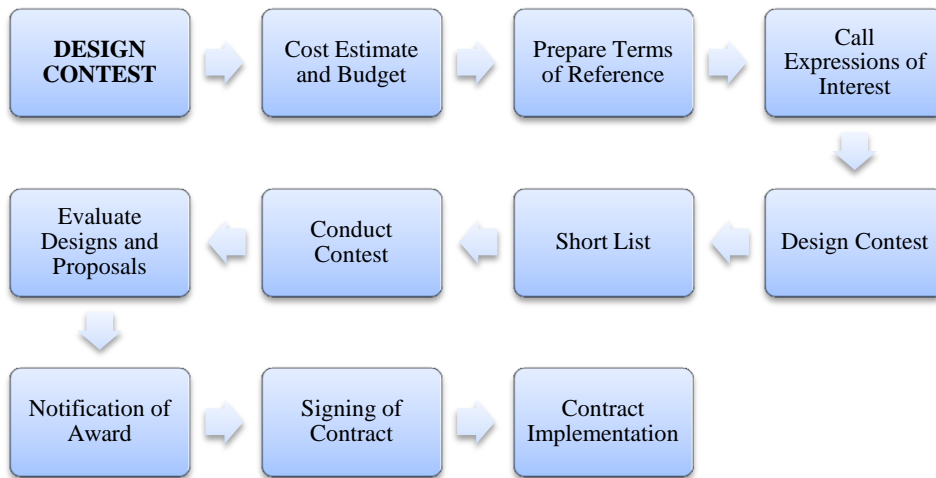 DESIGN
CONTEST
Cost Estimate
and Budget
Prepare Terms
of Reference
Call
Expressions of
Interest
Design Contest
Short List
Conduct
Contest
Evaluate
Designs and
Proposals
Notification of
Award
Signing of
Contract
Contract
Implementation